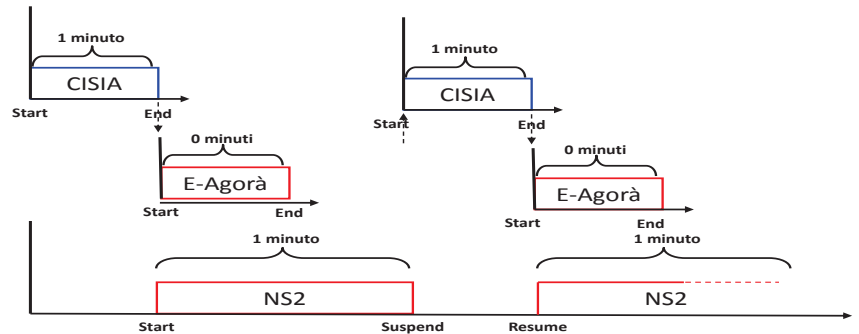 1 minuto
CISIA
Start End
0 minuti
E-Agorà
Start End
1 minuto
CISIA
Start End
0 minuti
E-Agorà
Start End
1 minuto
NS2
Start Suspend
1 minuto
NS2
Resume